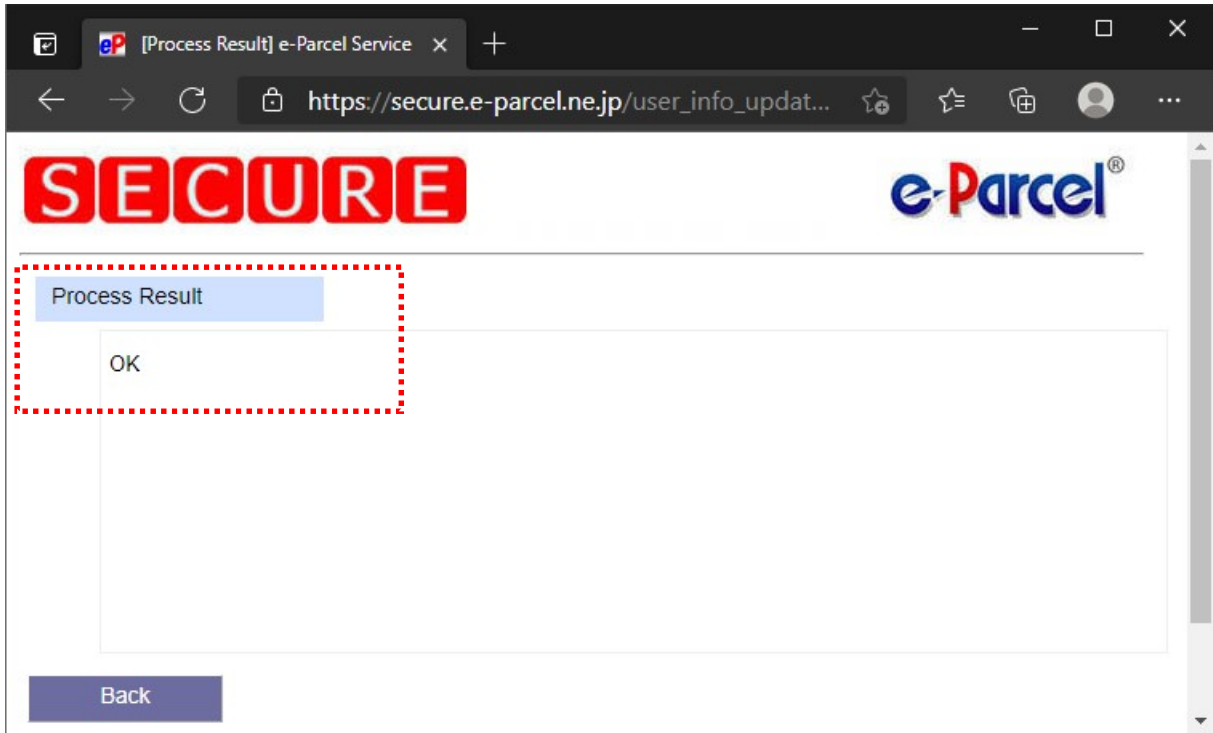 [Process Result] e-Parcel Service
https://secure.e-parcel.ne.jp/user_info_updat...
SECURE
e-Parcel®
Process Result
OK
Back